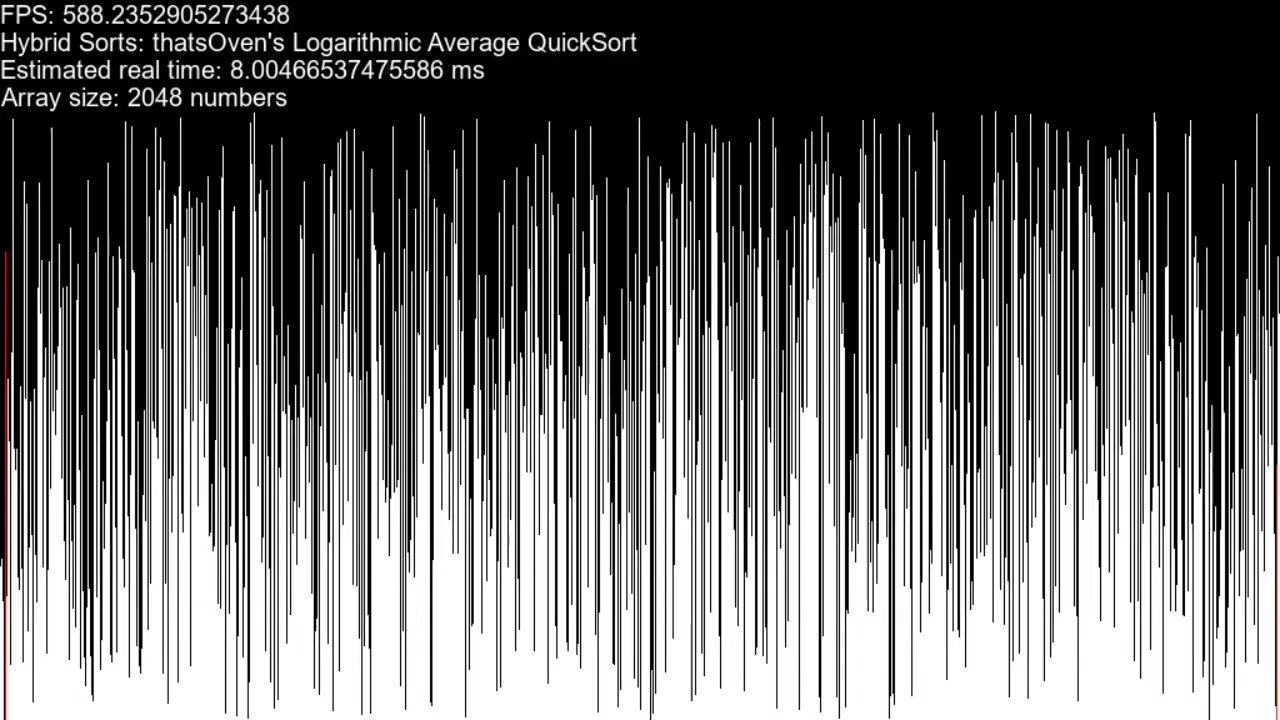 FPS: 588.2352905273438
Hybrid Sorts: thatsOven's Logarithmic Average QuickSort
Estimated real time: 8.00466537475586 ms
Array size: 2048 numbers